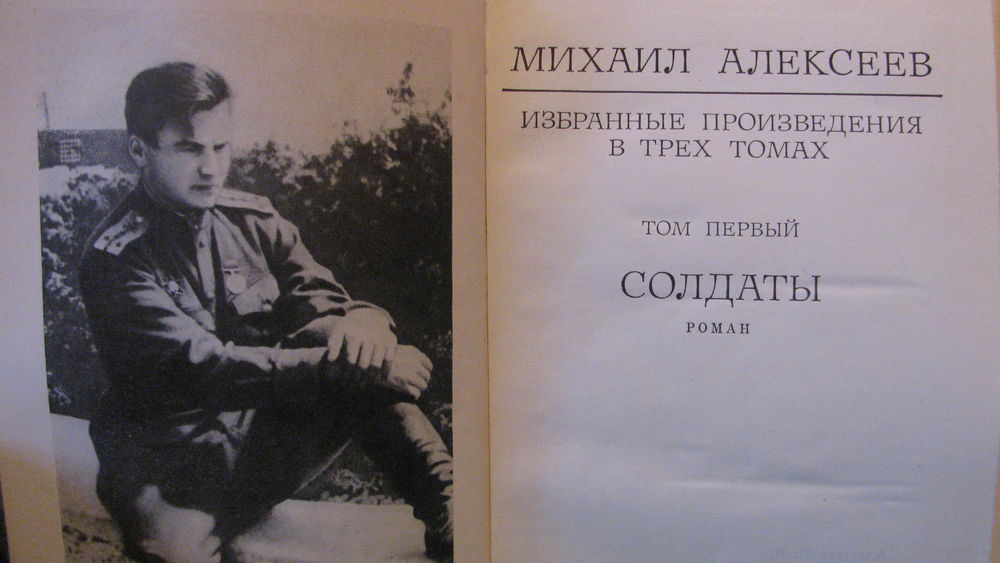 МИХАИЛ АЛЕКСЕЕВ
ИЗБРАННЫЕ ПРОИЗВЕДЕНИЯ
В ТРЕХ ТОМАХ
ТОМ ПЕРВЫЙ
СОЛДАТЫ
РОМАН